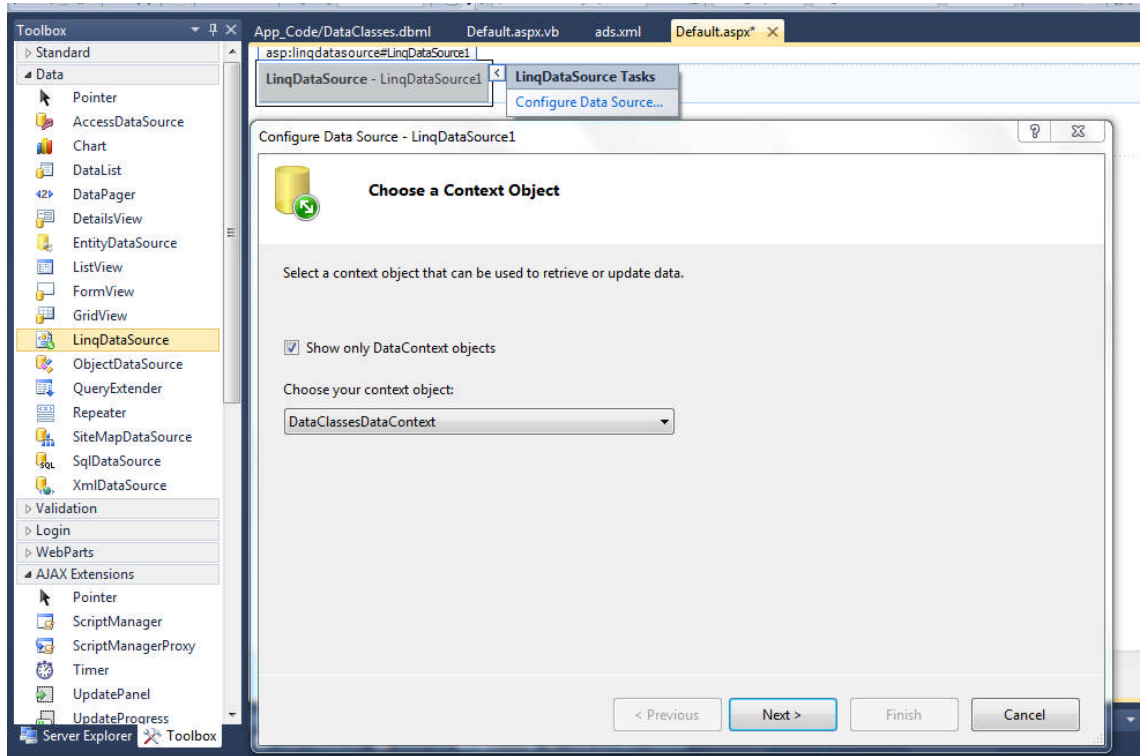 Toolbox
Standard
Data
Pointer
AccessDataSource
Chart
DataList
DataPager
DetailsView
EntityDataSource
ListView
FormView
GridView
LinqDataSource
ObjectDataSource
QueryExtender
Repeater
SiteMapDataSource
SqlDataSource
XmlDataSource
Validation
Login
WebParts
AJAX Extensions
Pointer
ScriptManager
ScriptManagerProxy
Timer
UpdatePanel
UpdateProgress
Server Explorer Toolbox
App_Code/DataClasses.dbml Default.aspx.vb ads.xml Default.aspx*
asp:linqdatasource#LinqDataSource1
LinqDataSource - LinqDataSource1
LinqDataSource Tasks
Configure Data Source...
Configure Data Source - LinqDataSource1
Choose a Context Object
Select a context object that can be used to retrieve or update data.
Show only DataContext objects
Choose your context object:
DataClassesDataContext
< Previous Next > Finish Cancel